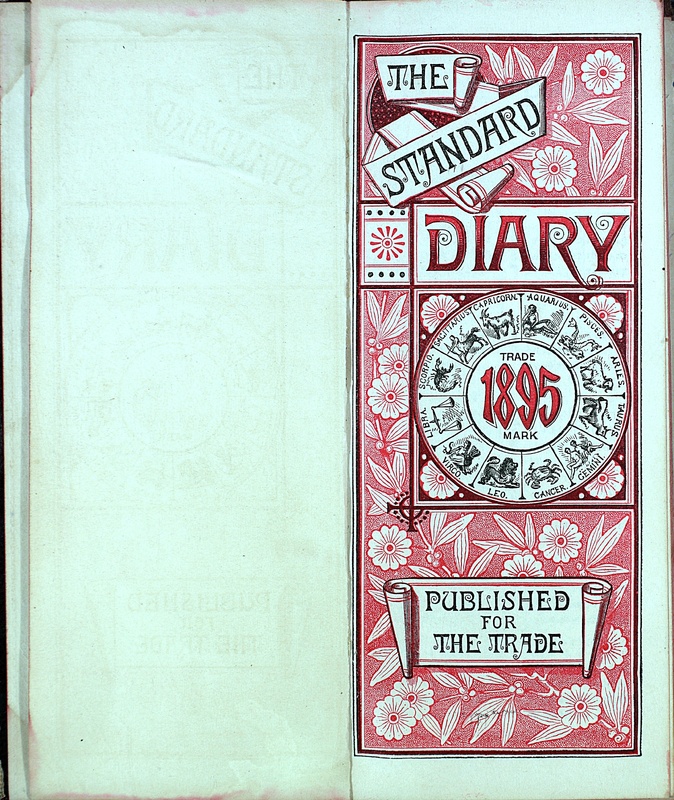 THE
STANDARD
DIARY
CAPRICORN.
AQUARIUS.
PISCES.
ARIES.
TAURUS.
GEMINI
CANCER.
LEO.
VIRGO.
LIBRA
SCORPIO.
SAGITTARIUS
TRADE
1895
MARK
PUBLISHED
FOR
THE TRADE